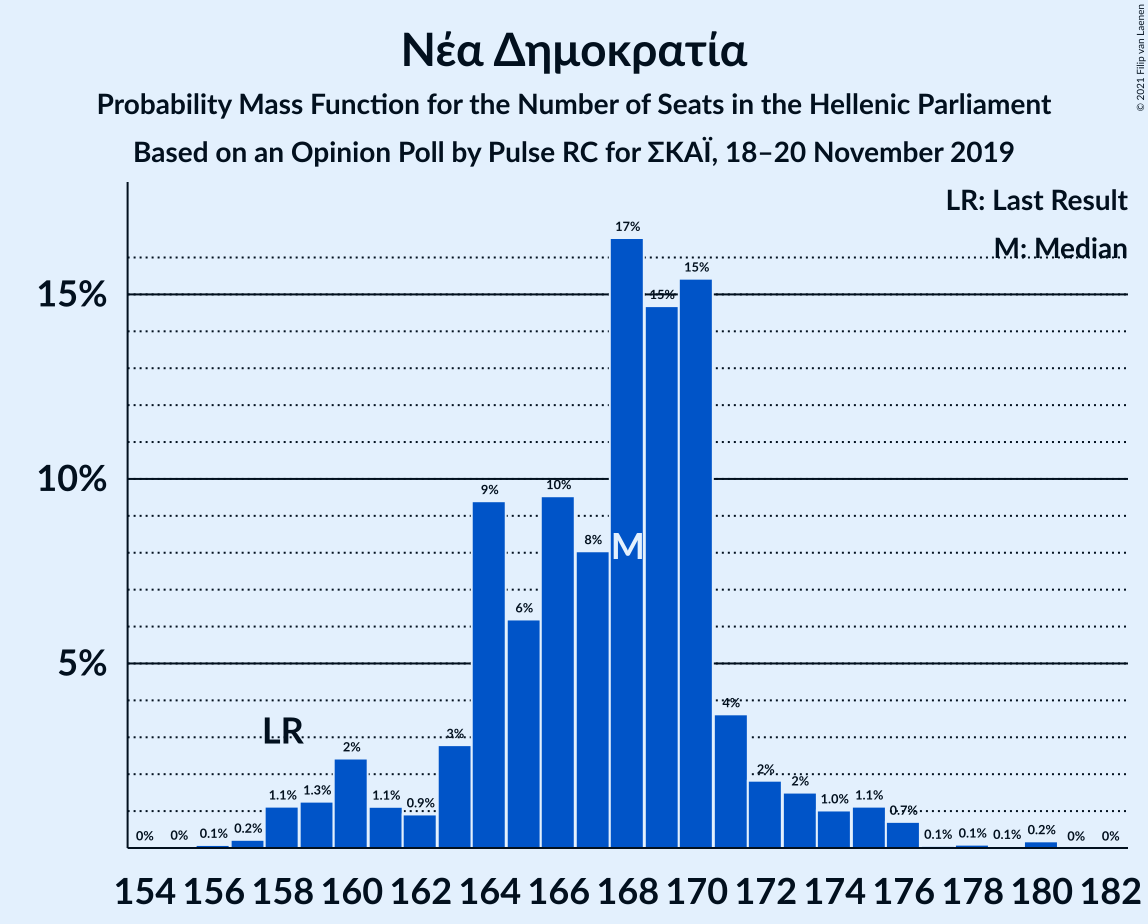 Νέα Δημοκρατία
Probability Mass Function for the Number of Seats in the Hellenic Parliament
Based on an Opinion Poll by Pulse RC for ΣΚΑΪ, 18–20 November 2019
© 2021 Filip van Laenen
LR: Last Result
M: Median
15%
10%
5%
0% 0% 0.1% 0.2% 1.1% 1.3% 2% 1.1% 0.9% 3% 9% 6% 10% 8% 17% 15% 15% 4% 2% 2% 1.0% 1.1% 0.7% 0.1% 0.1% 0.1% 0.2% 0% 0%
LR
M
154 156 158 160 162 164 166 168 170 172 174 176 178 180 182